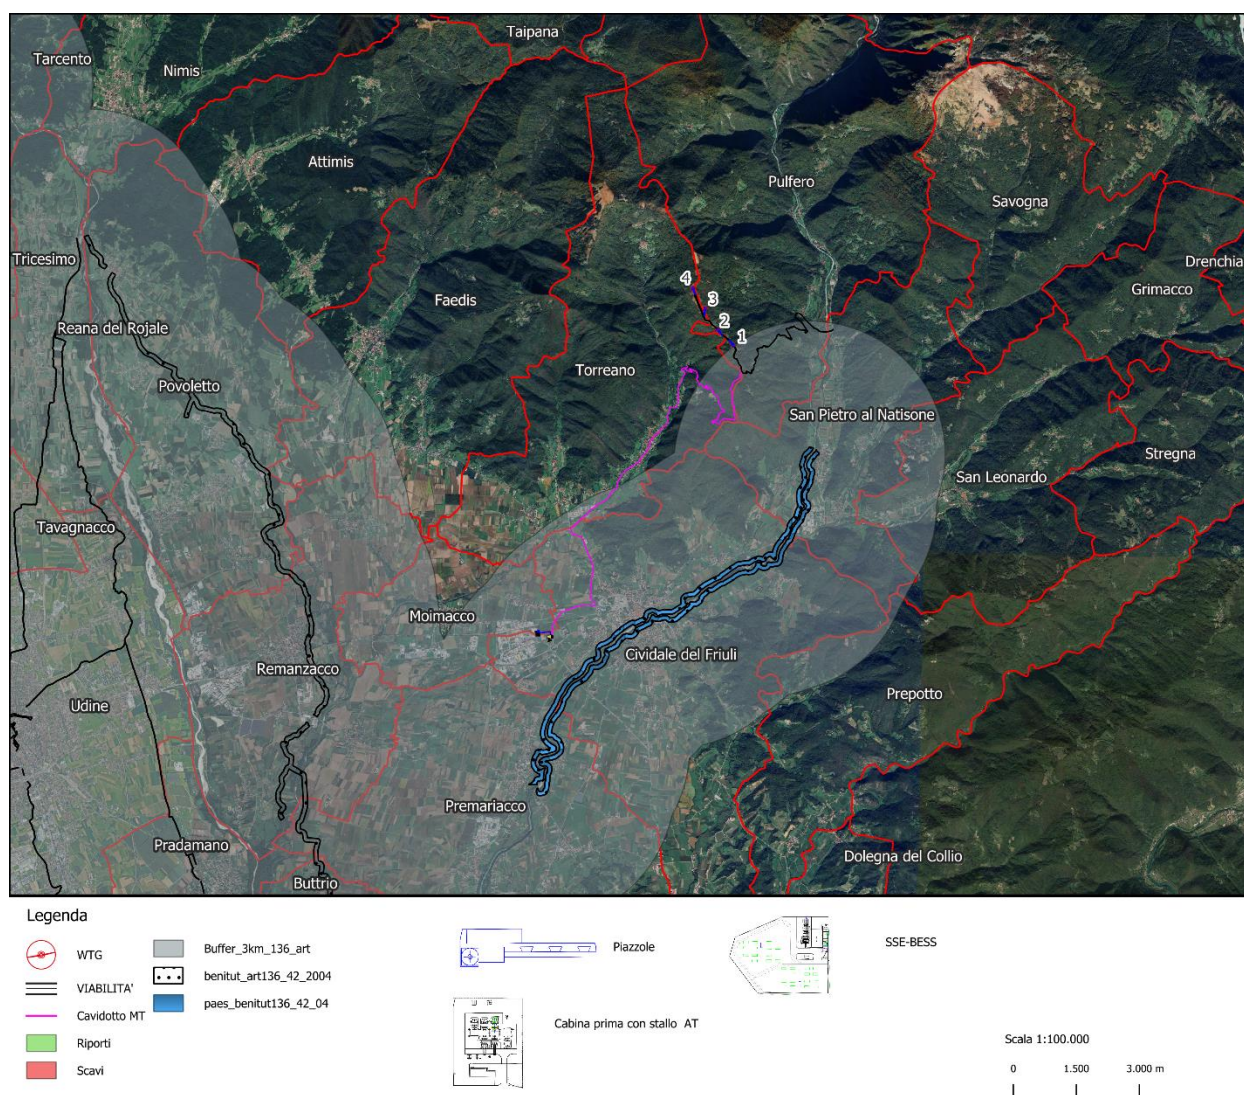 Taipana
Tarcento
Nimis
Attimis
Pulfero
Savogna
Tricesimo
Drenchia
Grimacco
4
3
2
1
Faedis
Reana del Rojale
Povoletto
Torreano
San Pietro al Natisone
Stregna
San Leonardo
Tavagnacco
Moimacco
Cividale del Friuli
Remanzacco
Prepotto
Udine
Premariacco
Pradamano
Dolegna del Collio
Buttrio
Legenda
WTG
VIABILITA'
Cavidotto MT
Riporti
Scavi
Buffer_3km_136_art
benitut_art136_42_2004
paes_benitut136_42_04
Piazzole
Cabina prima con stallo AT
SSE-BESS
Scala 1:100.000
0 1.500 3.000 m